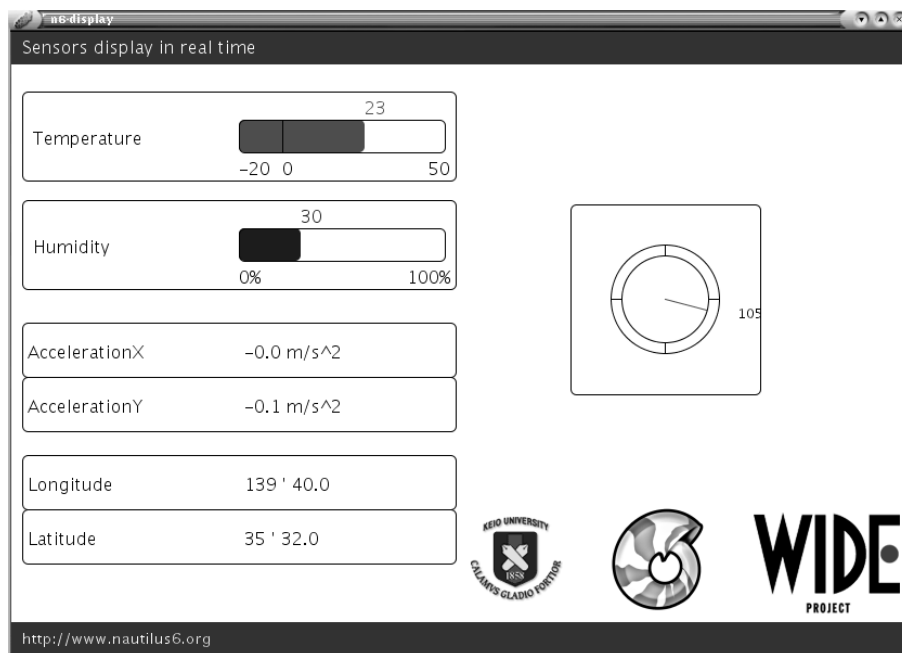 n6-display
Sensors display in real time
23
Temperature
-20 0 50
30
Humidity
0% 100%
AccelerationX -0.0 m/s^2
AccelerationY -0.1 m/s^2
105
Longitude 139 ' 40.0
Latitude 35 ' 32.0
KEIO UNIVERSITY
1858
CALAMVS GLADIO FORTIOR
WIDE
PROJECT
http://www.nautilus6.org